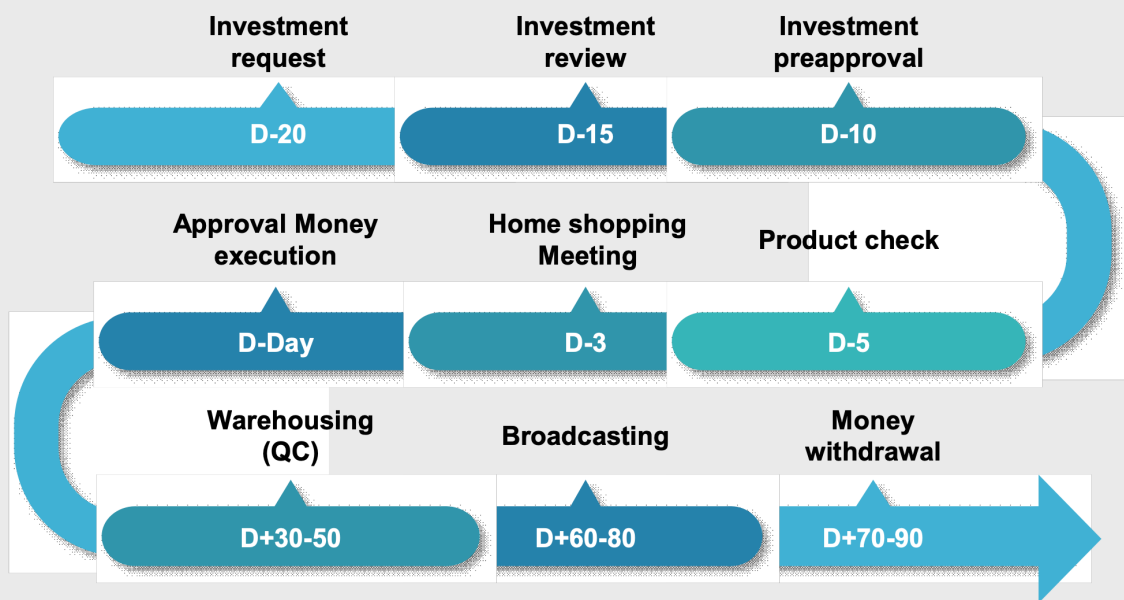 Investment
request
Investment
review
Investment
preapproval
D-20
D-15
D-10
Product check
Home shopping
Meeting
Approval Money
execution
D-5
D-3
D-Day
Warehousing
(QC)
Broadcasting
Money
withdrawal
D+30-50
D+60-80
D+70-90